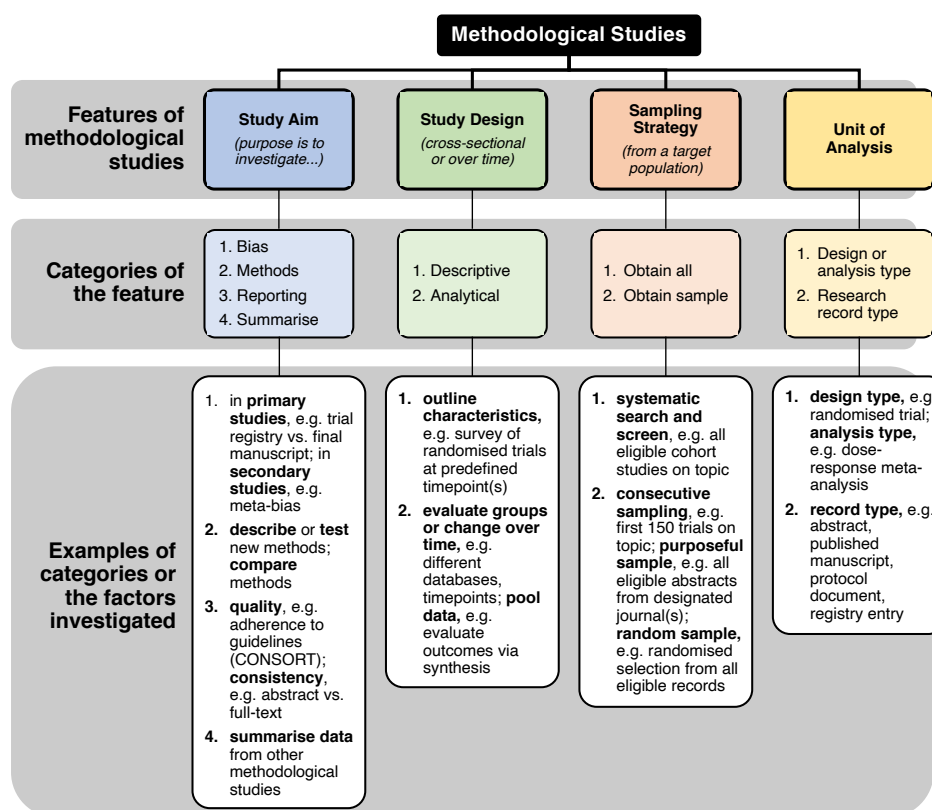 Methodological Studies
Features of
methodological
studies
Study Aim
(purpose is to
investigate...)
Study Design
(cross-sectional
or over time)
Sampling
Strategy
(from a target
population)
Unit of
Analysis
Categories of
the feature
1. Bias
2. Methods
3. Reporting
4. Summarise
1. Descriptive
2. Analytical
1. Obtain all
2. Obtain sample
1. Design or
analysis type
2. Research
record type
Examples of
categories or
the factors
investigated
1. in primary
studies, e.g. trial
registry vs. final
manuscript; in
secondary
studies, e.g.
meta-bias
2. describe or test
new methods;
compare
methods
3. quality, e.g.
adherence to
guidelines
(CONSORT);
consistency,
e.g. abstract vs.
full-text
4. summarise data
from other
methodological
studies
1. outline
characteristics,
e.g. survey of
randomised trials
at predefined
timepoint(s)
2. evaluate groups
or change over
time, e.g.
different
databases,
timepoints; pool
data, e.g.
evaluate
outcomes via
synthesis
1. systematic
search and
screen, e.g. all
eligible cohort
studies on topic
2. consecutive
sampling, e.g.
first 150 trials on
topic; purposeful
sample, e.g. all
eligible abstracts
from designated
journal(s);
random sample,
e.g. randomised
selection from all
eligible records
1. design type, e.g.
randomised trial;
analysis type,
e.g. dose-
response meta-
analysis
2. record type, e.g.
abstract,
published
manuscript,
protocol
document,
registry entry